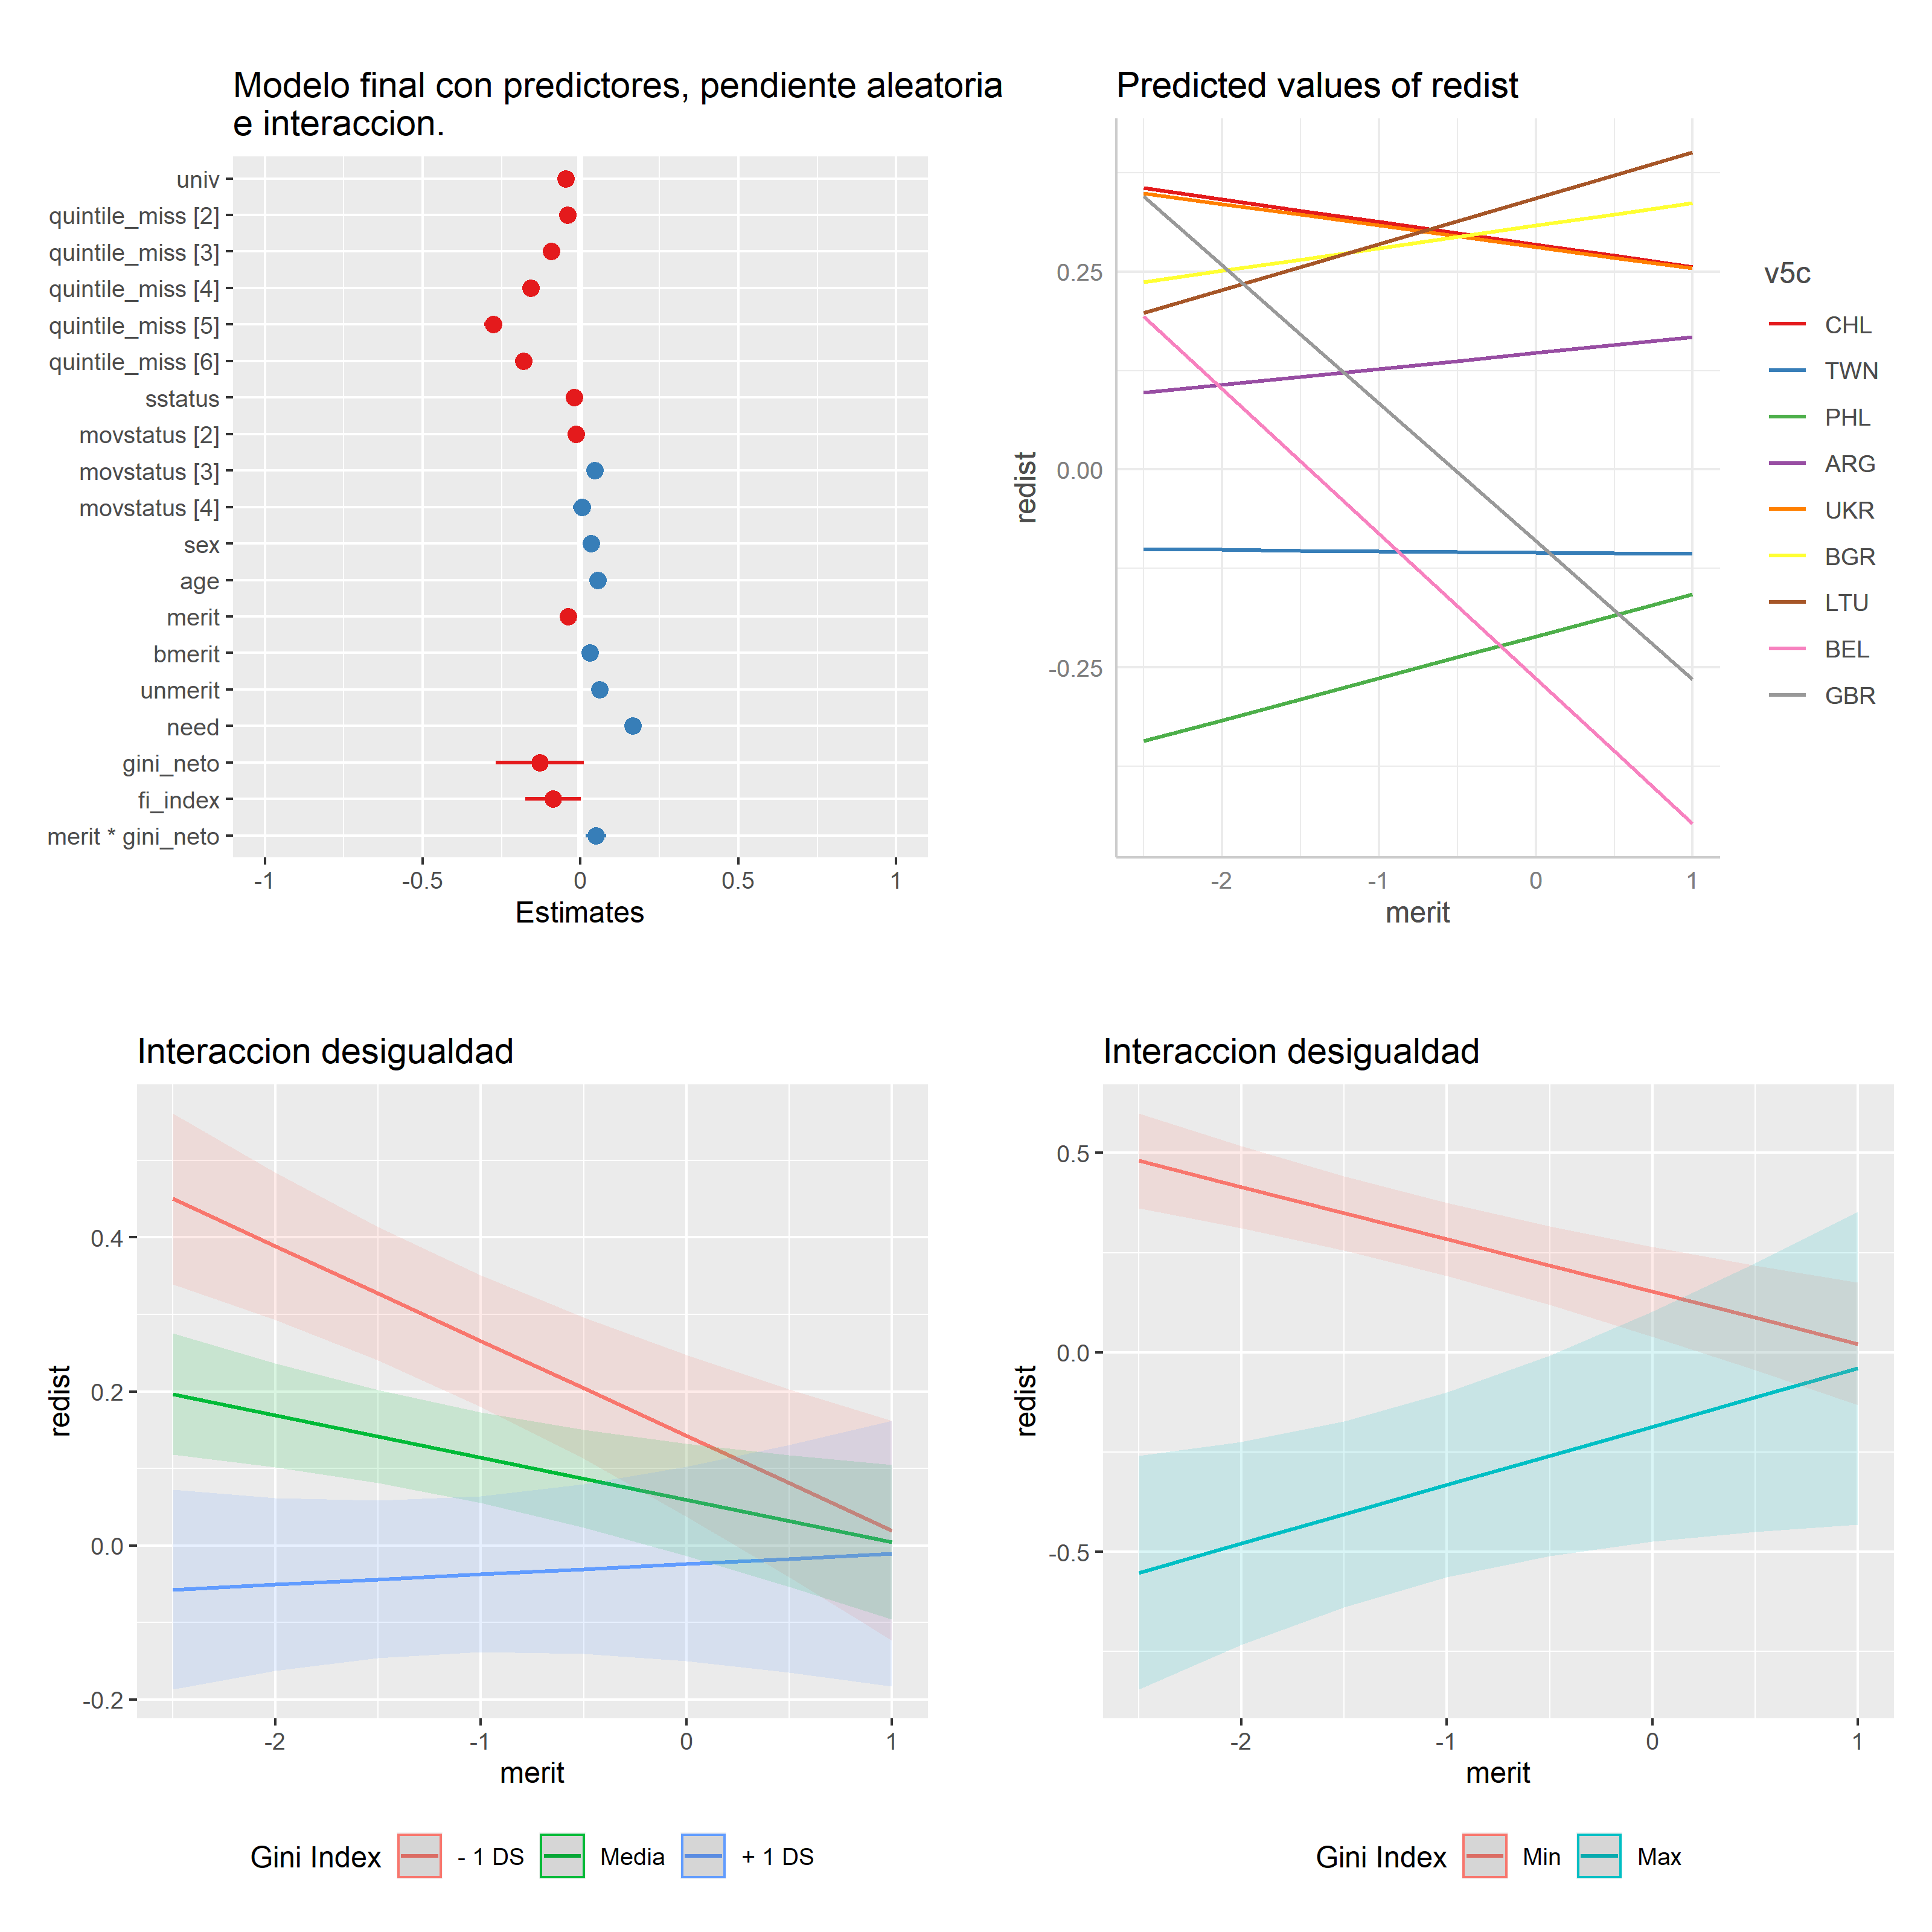 Modelo final con predictores, pendiente aleatoria
e interaccion.
univ
quintile_miss [2]
quintile_miss [3]
quintile_miss [4]
quintile_miss [5]
quintile_miss [6]
sstatus
movstatus [2]
movstatus [3]
movstatus [4]
sex
age
merit
bmerit
unmerit
need
gini_neto
fi_index
merit * gini_neto
-1
-0.5
0
0.5
1
Estimates
Predicted values of redist
redist
0.25
0.00
-0.25
-2
-1
0
1
merit
v5c
CHL
TWN
PHL
ARG
UKR
BGR
LTU
BEL
GBR
Interaccion desigualdad
redist
0.4
0.2
0.0
-0.2
-2
-1
0
1
merit
Gini Index
- 1 DS
Media
+ 1 DS
Interaccion desigualdad
redist
0.5
0.0
-0.5
-2
-1
0
1
merit
Gini Index
Min
Max